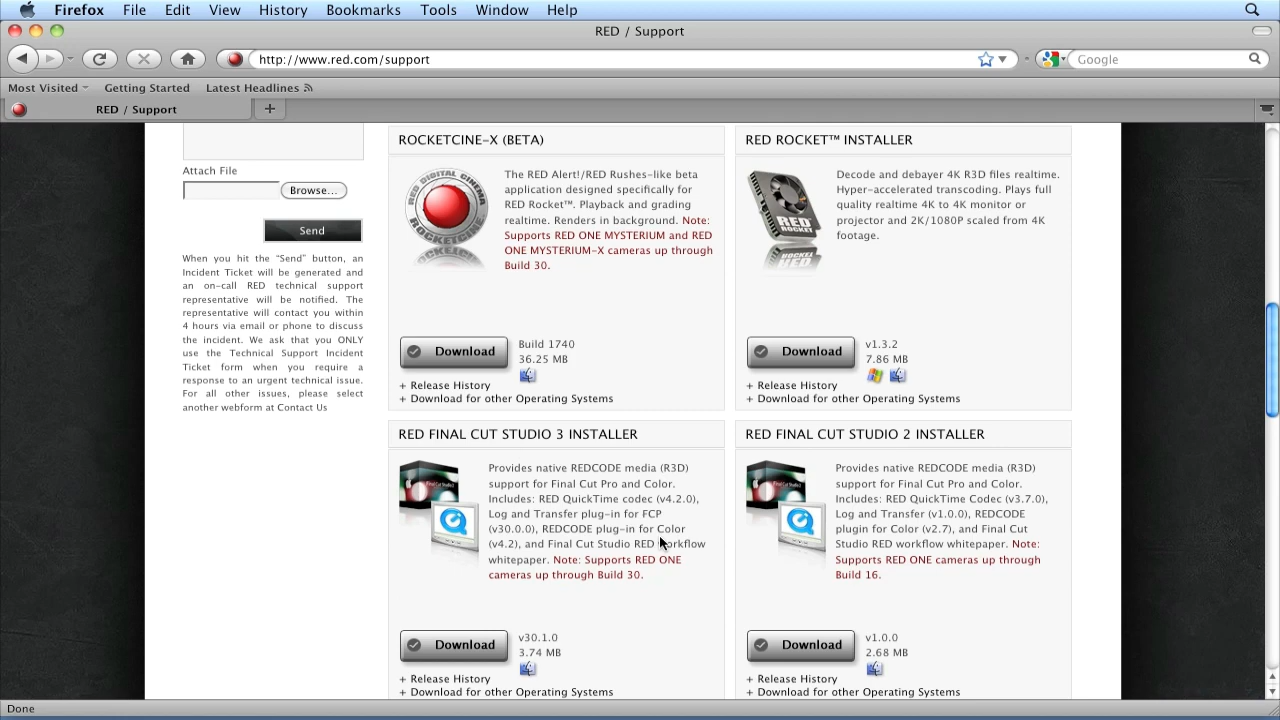 Firefox File Edit View History Bookmarks Tools Window Help
RED / Support
http://www.red.com/support
Google
Most Visited Getting Started Latest Headlines
RED / Support
Attach File
Browse...
Send
When you hit the "Send" button, an
Incident Ticket will be generated and
an on-call RED technical support
representative will be notified. The
representative will contact you within
4 hours via email or phone to discuss
the incident. We ask that you ONLY
use the Technical Support Incident
Ticket form when you require a
response to an urgent technical issue.
For all other issues, please select
another webform at Contact Us
ROCKETCINE-X (BETA)
RED DIGITAL CINEMA
ROCKETCINE-X
The RED Alert!/RED Rushes-like beta
application designed specifically for
RED Rocket™. Playback and grading
realtime. Renders in background. Note:
Supports RED ONE MYSTERIUM and RED
ONE MYSTERIUM-X cameras up through
Build 30.
Download
Build 1740
36.25 MB
+ Release History
+ Download for other Operating Systems
RED ROCKET™ INSTALLER
RED
ROCKET
Decode and debayer 4K R3D files realtime.
Hyper-accelerated transcoding. Plays full
quality realtime 4K to 4K monitor or
projector and 2K/1080P scaled from 4K
footage.
Download
v1.3.2
7.86 MB
+ Release History
+ Download for other Operating Systems
RED FINAL CUT STUDIO 3 INSTALLER
Provides native REDCODE media (R3D)
support for Final Cut Pro and Color.
Includes: RED QuickTime codec (v4.2.0),
Log and Transfer plug-in for FCP
(v30.0.0), REDCODE plug-in for Color
(v4.2), and Final Cut Studio RED workflow
whitepaper. Note: Supports RED ONE
cameras up through Build 30.
Download
v30.1.0
3.74 MB
+ Release History
+ Download for other Operating Systems
RED FINAL CUT STUDIO 2 INSTALLER
Provides native REDCODE media (R3D)
support for Final Cut Pro and Color.
Includes: RED QuickTime Codec (v3.7.0),
Log and Transfer (v1.0.0), REDCODE
plugin for Color (v2.7), and Final Cut
Studio RED workflow whitepaper. Note:
Supports RED ONE cameras up through
Build 16.
Download
v1.0.0
2.68 MB
+ Release History
+ Download for other Operating Systems
Done